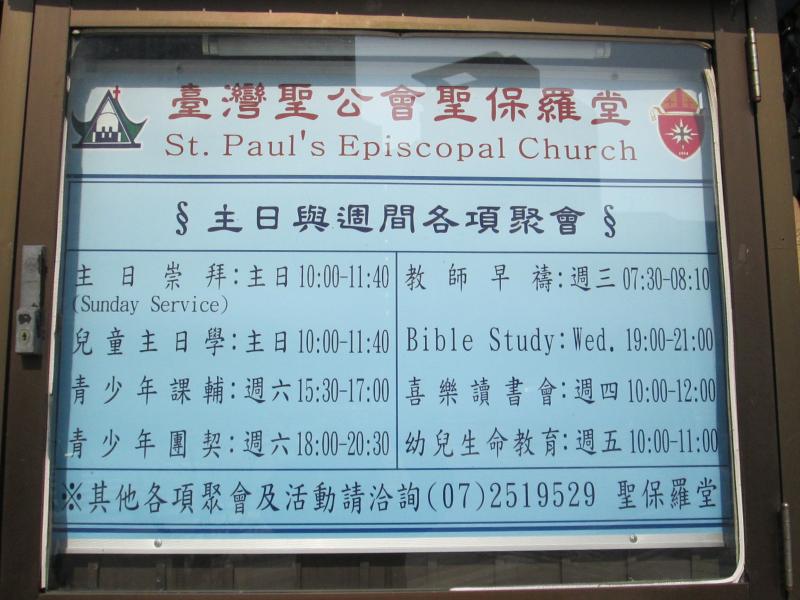 臺灣聖公會聖保羅堂
St. Paul's Episcopal Church
§ 主日與週間各項聚會 §
主日崇拜:主日10:00-11:40
(Sunday Service)
兒童主日學:主日10:00-11:40
青少年課輔:週六15:30-17:00
青少年團契:週六18:00-20:30
教師早禱:週三07:30-08:10
Bible Study:Wed. 19:00-21:00
喜樂讀書會:週四10:00-12:00
幼兒生命教育:週五10:00-11:00
※其他各項聚會及活動請洽詢(07)2519529 聖保羅堂